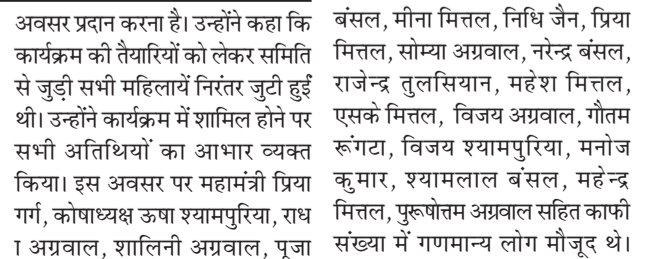 अवसर प्रदान करना है। उन्होंने कहा कि
कार्यक्रम की तैयारियों को लेकर समिति
से जुड़ी सभी महिलायें निरंतर जुटी हुईं
थी। उन्होंने कार्यक्रम में शामिल होने पर
सभी अतिथियों का आभार व्यक्त
किया। इस अवसर पर महामंत्री प्रिया
गर्ग, कोषाध्यक्ष ऊषा श्यामपुरिया, राध
ा अग्रवाल, शालिनी अग्रवाल, पूजा
बंसल, मीना मित्तल, निधि जैन, प्रिया
मित्तल, सोम्या अग्रवाल, नरेन्द्र बंसल,
राजेन्द्र तुलसियान, महेश मित्तल,
एसके मित्तल, विजय अग्रवाल, गौतम
रूंगटा, विजय श्यामपुरिया, मनोज
कुमार, श्यामलाल बंसल, महेन्द्र
मित्तल, पुरूषोत्तम अग्रवाल सहित काफी
संख्या में गणमान्य लोग मौजूद थे।